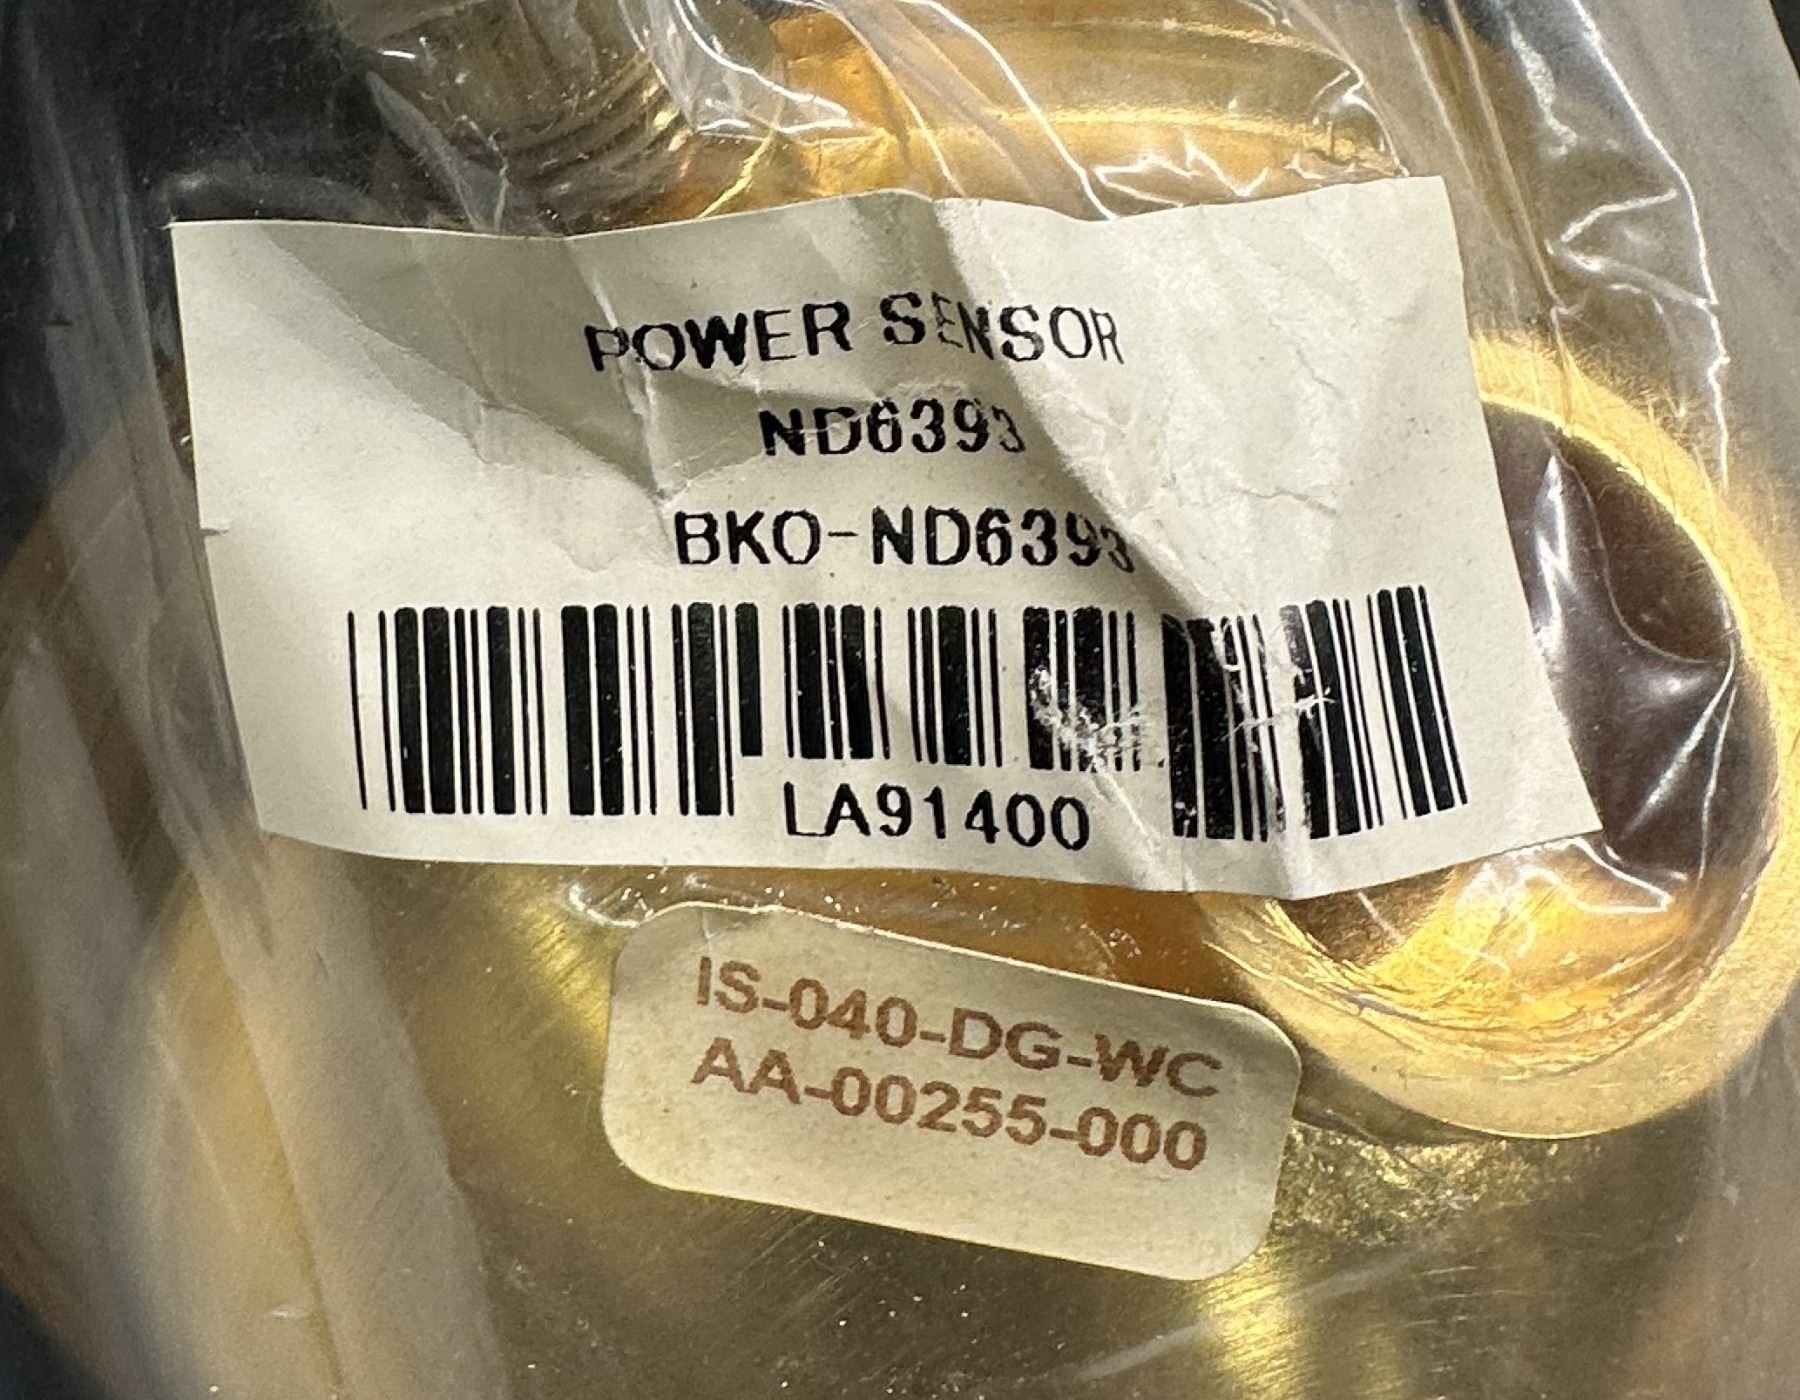 POWER SENSOR
ND6393
BKO-ND6393
LA91400
IS-040-DG-WC
AA-00255-000